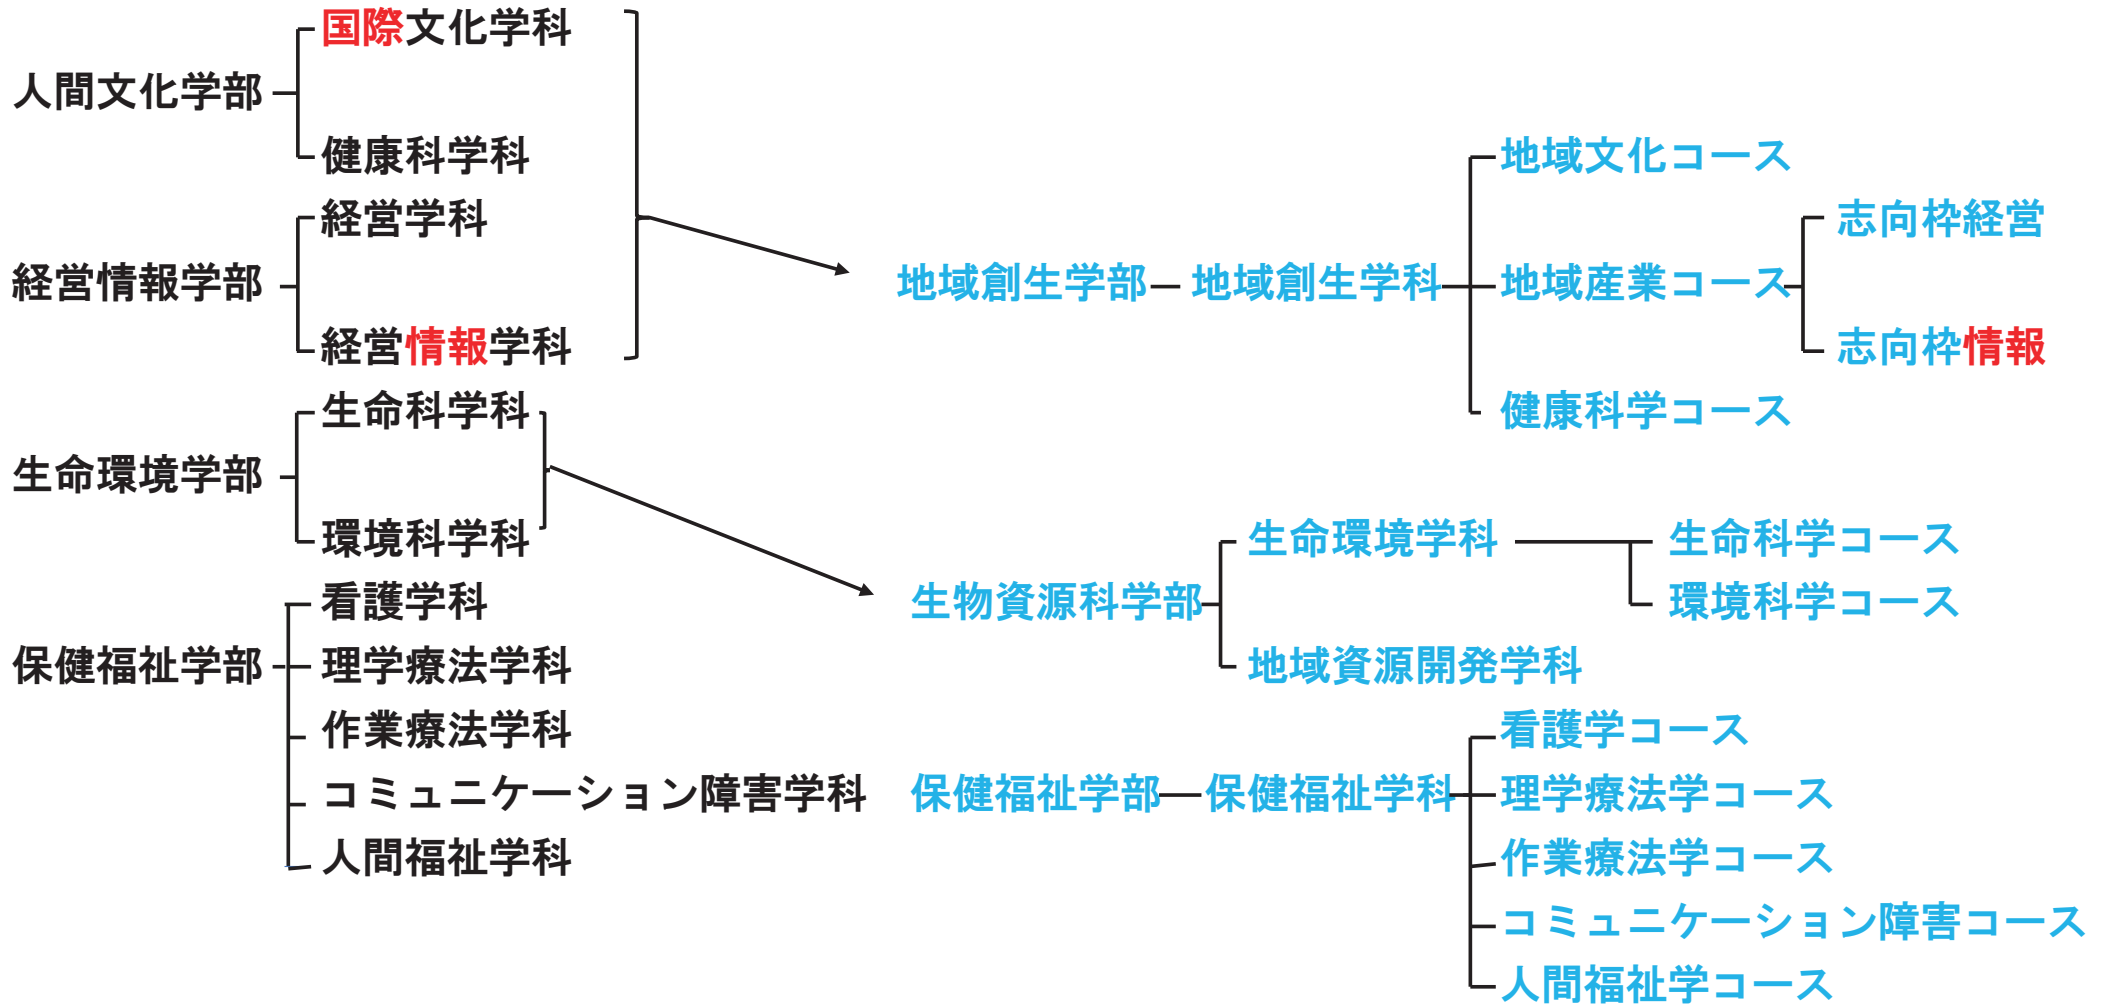 国際文化学科
人間文化学部
健康科学科
経営学科
経営情報学部
経営情報学科
生命科学科
生命環境学部
環境科学科
看護学科
保健福祉学部
理学療法学科
作業療法学科
コミュニケーション障害学科
人間福祉学科
地域創生学部
地域創生学科
地域文化コース
地域産業コース
志向枠経営
志向枠情報
健康科学コース
生物資源科学部
生命環境学科
生命科学コース
環境科学コース
地域資源開発学科
保健福祉学部
保健福祉学科
看護学コース
理学療法学コース
作業療法学コース
コミュニケーション障害コース
人間福祉学コース